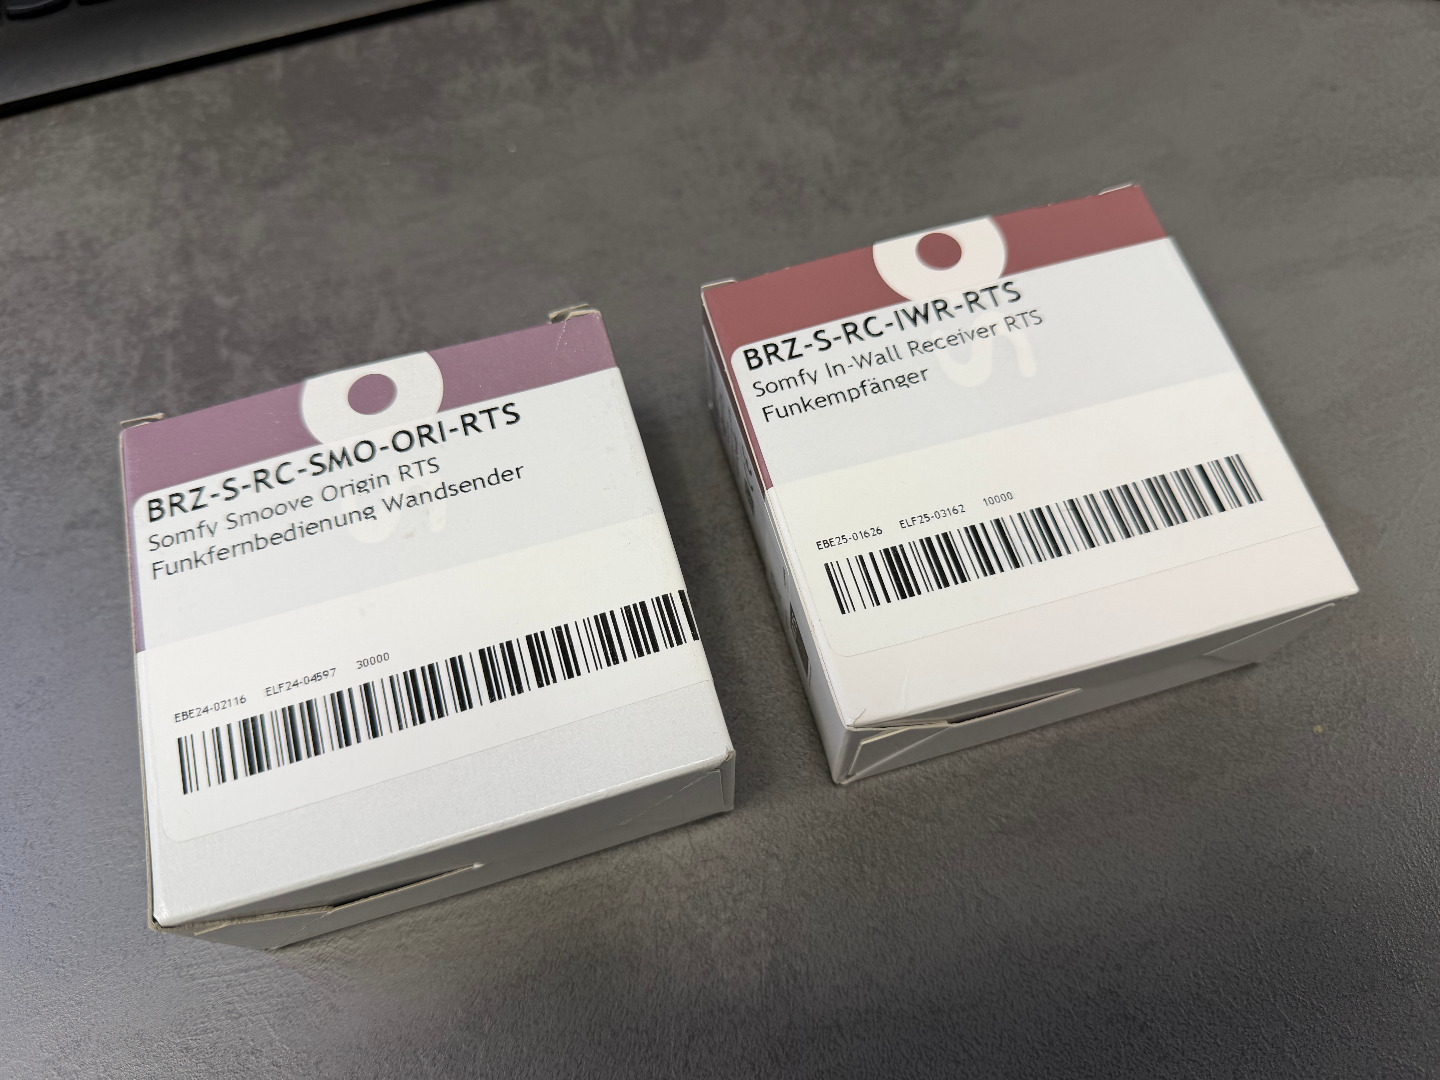 BRZ-S-RC-SMO-ORI-RTS
Somfy Smoove Origin RTS
Funkfernbedienung Wandsender
EBE24-02116 ELF24-04597 30000
BRZ-S-RC-IWR-RTS
Somfy In-Wall Receiver RTS
Funkempfänger
EBE25-01626 ELF25-03162 10000